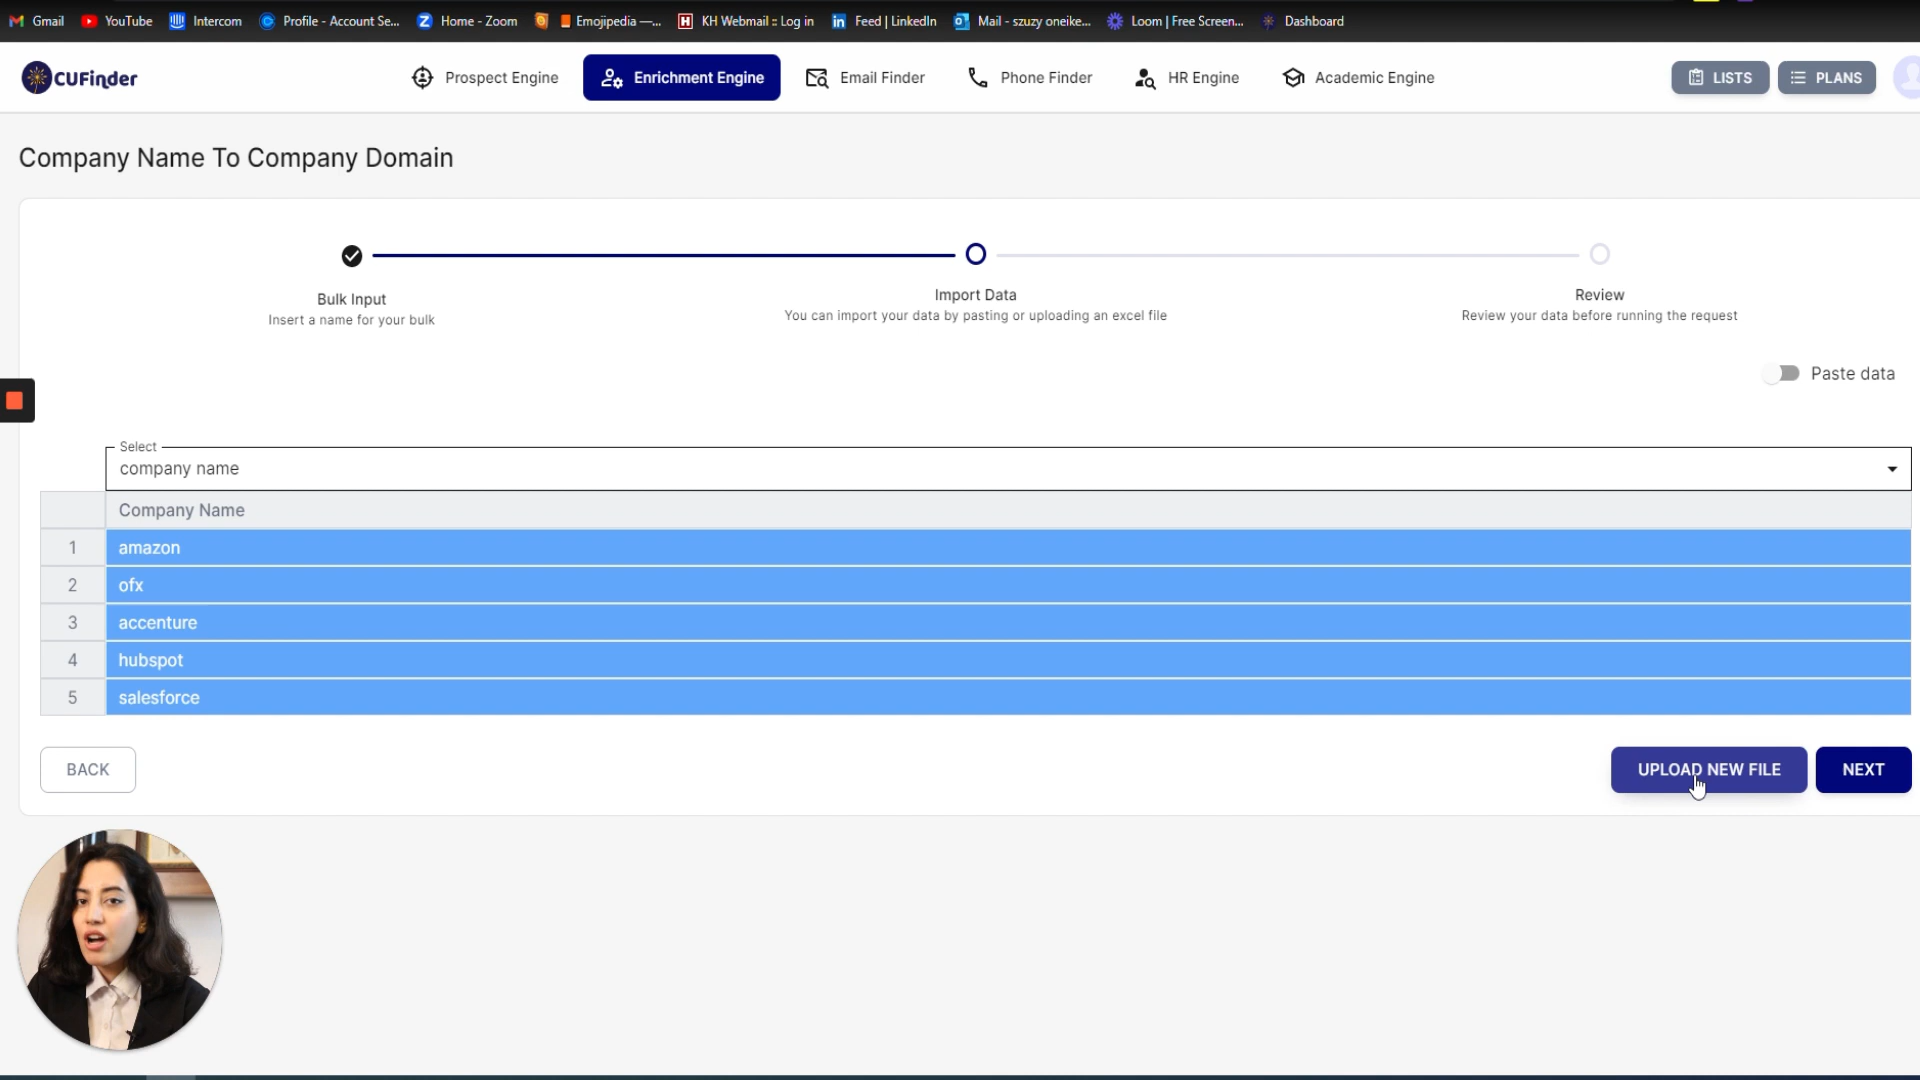 Gmail YouTube Intercom Profile - Account Se... Home - Zoom Emojipedia —... KH Webmail :: Log in Feed | LinkedIn Mail - szuzy oneike... Loom | Free Screen... Dashboard
CUFinder Prospect Engine Enrichment Engine Email Finder Phone Finder HR Engine Academic Engine LISTS PLANS
Company Name To Company Domain
Bulk Input
Insert a name for your bulk
Import Data
You can import your data by pasting or uploading an excel file
Review
Review your data before running the request
Paste data
Select
company name
Company Name
1 amazon
2 ofx
3 accenture
4 hubspot
5 salesforce
BACK UPLOAD NEW FILE NEXT